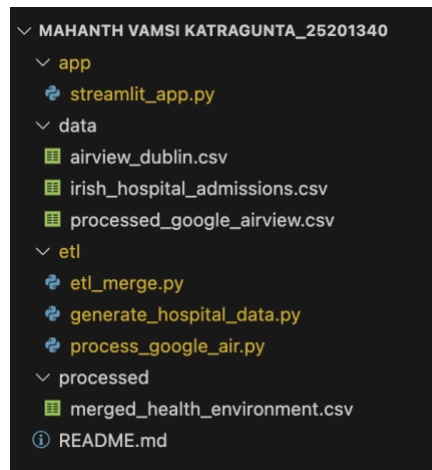 MAHANTH VAMSI KATRAGUNTA_25201340
app
streamlit_app.py
data
airview_dublin.csv
irish_hospital_admissions.csv
processed_google_airview.csv
etl
etl_merge.py
generate_hospital_data.py
process_google_air.py
processed
merged_health_environment.csv
README.md